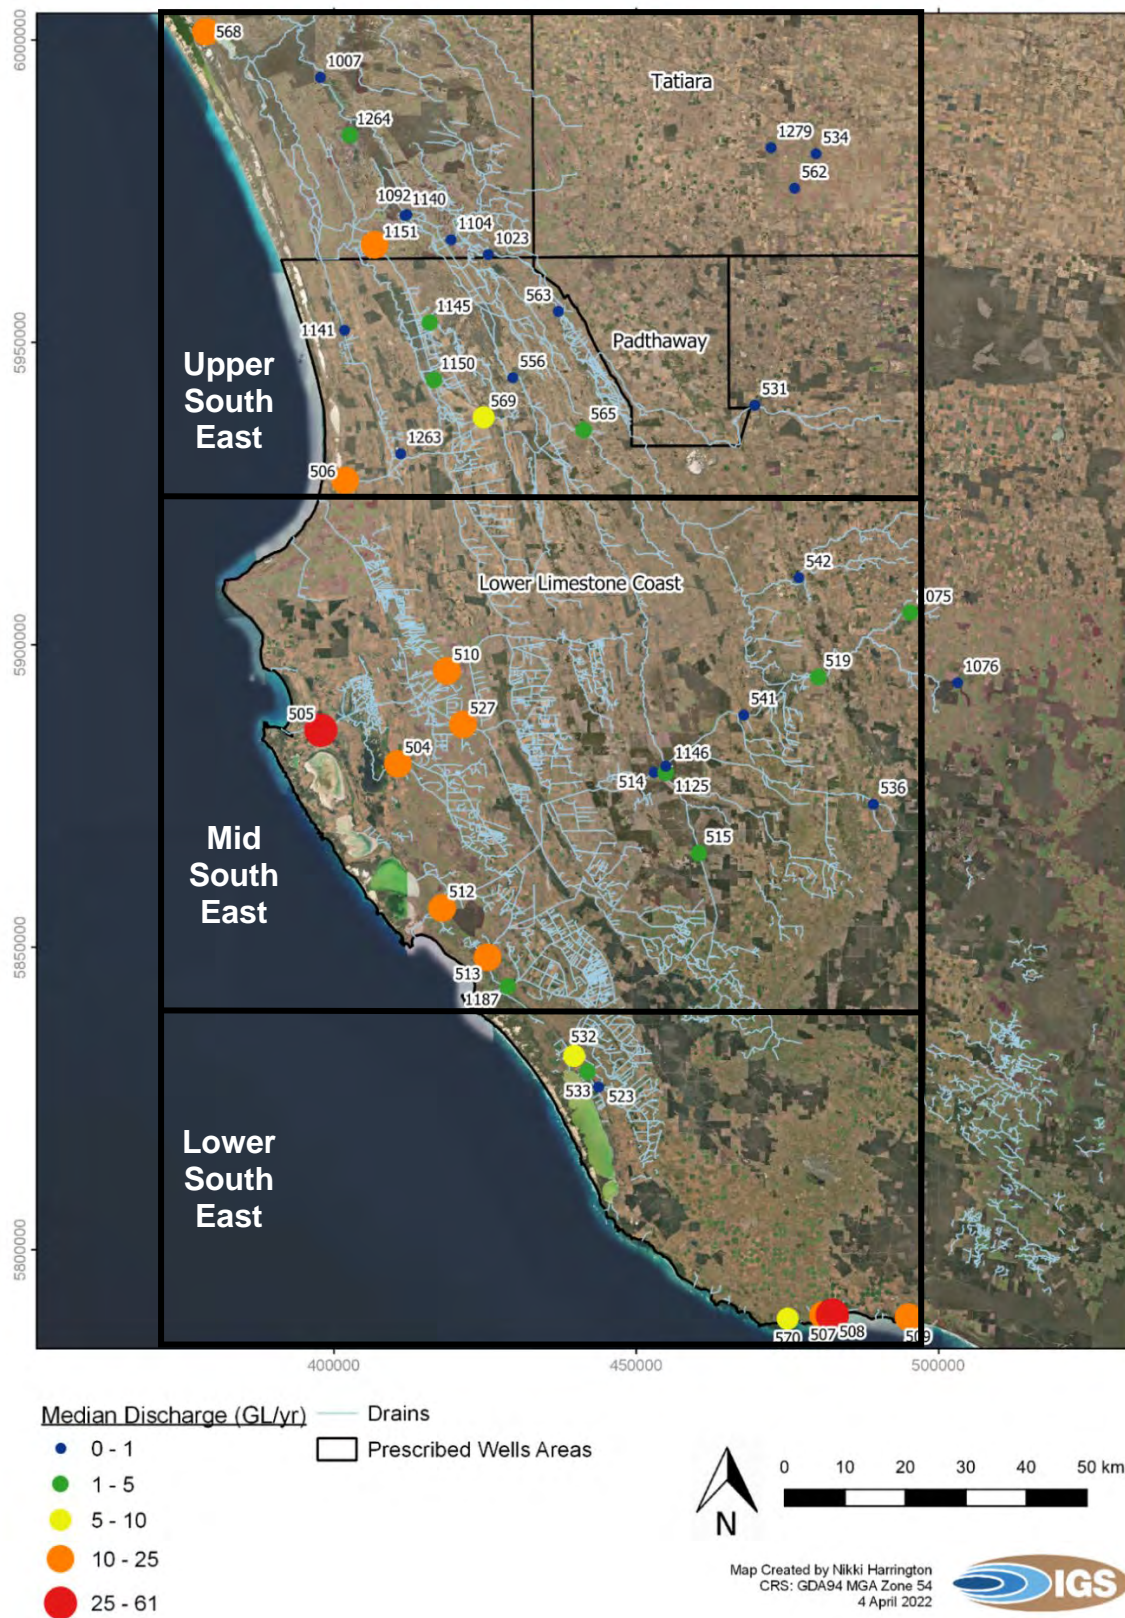 6000000
568
1007
Tatiara
1264
1279
534
562
1092
1140
1151
1104
1023
563
1145
1141
Padthaway
5950000
Upper
South
East
1150
556
531
569
565
1263
506
542
Lower Limestone Coast
075
5900000
510
519
1076
505
527
541
504
1146
514
1125
536
Mid
South
East
515
512
5850000
513
1187
532
533
523
Lower
South
East
5800000
570
507
508
509
400000
450000
500000
Median Discharge (GL/yr)
0 - 1
1 - 5
5 - 10
10 - 25
25 - 61
Drains
Prescribed Wells Areas
N
0 10 20 30 40 50 km
Map Created by Nikki Harrington
CRS: GDA94 MGA Zone 54
4 April 2022
IGS